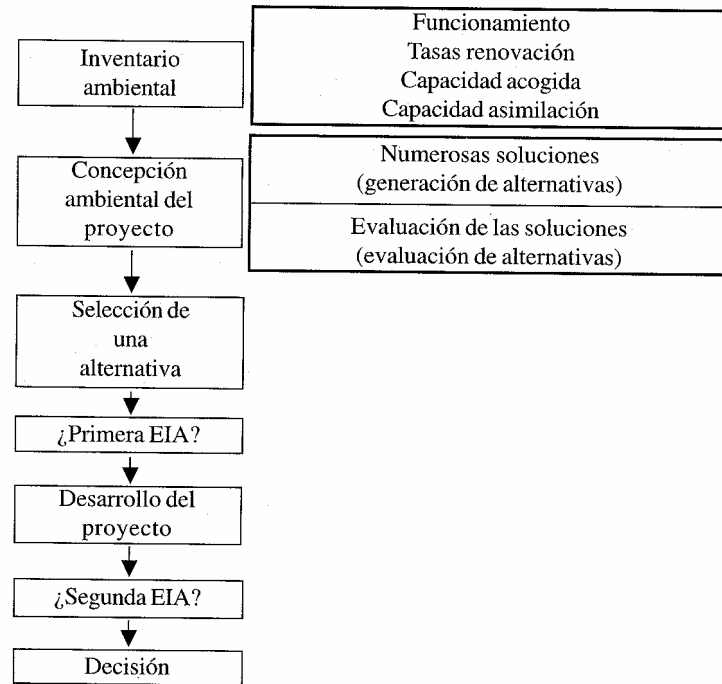 Inventario
ambiental
Funcionamiento
Tasas renovación
Capacidad acogida
Capacidad asimilación
Concepción
ambiental del
proyecto
Numerosas soluciones
(generación de alternativas)
Evaluación de las soluciones
(evaluación de alternativas)
Selección de
una
alternativa
¿Primera EIA?
Desarrollo del
proyecto
¿Segunda EIA?
Decisión